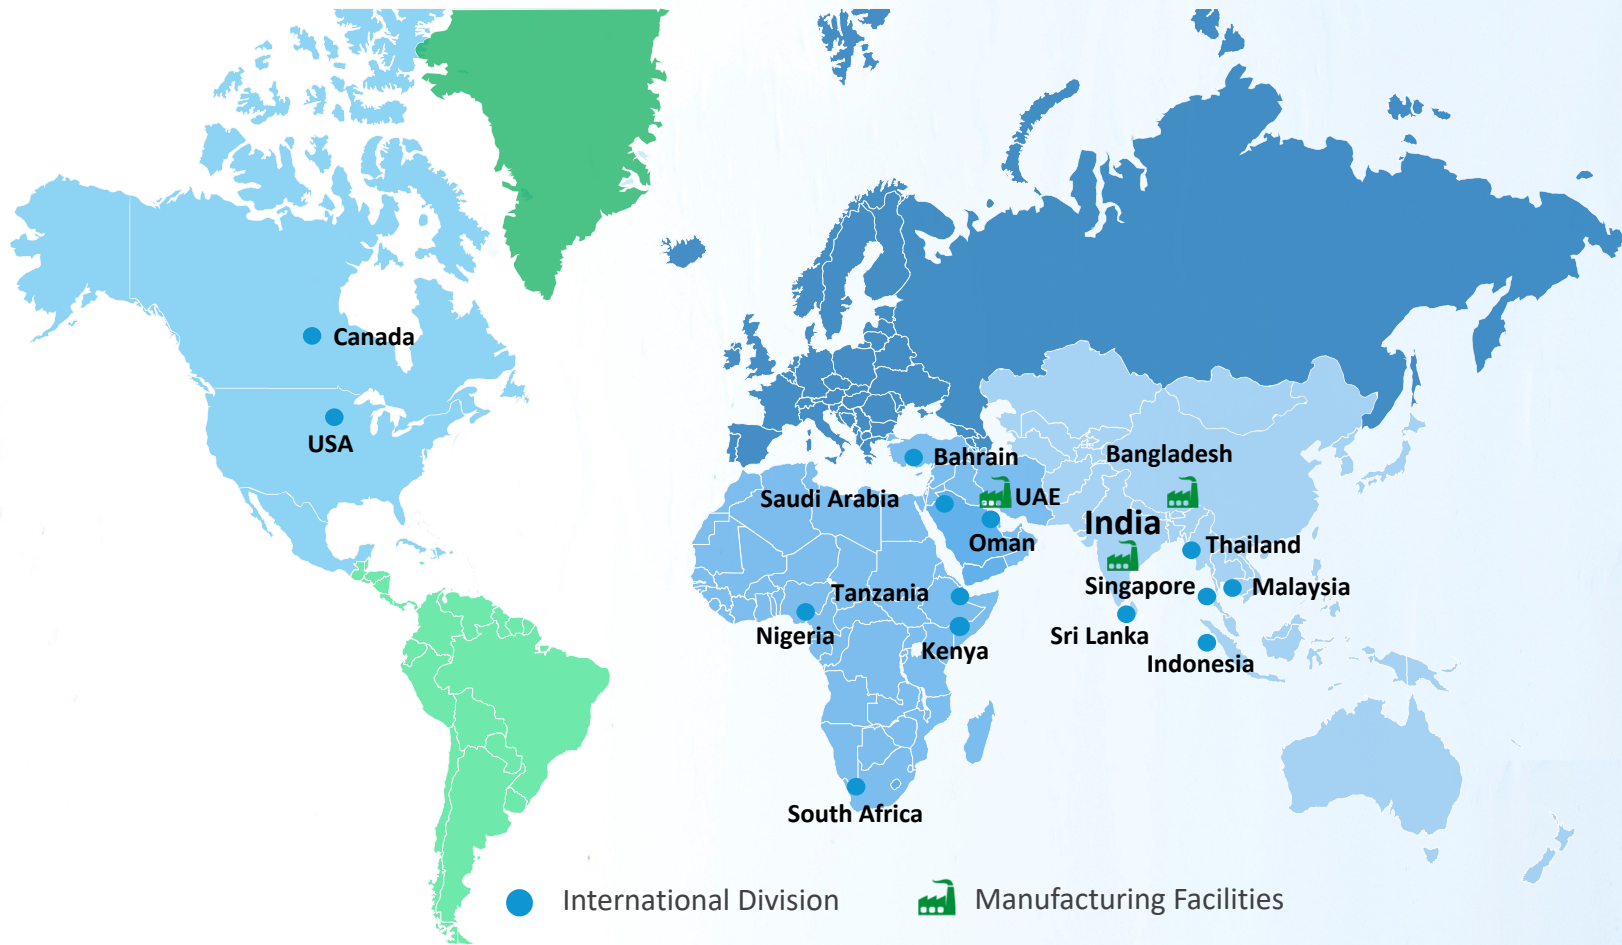 Canada
USA
Bahrain
Bangladesh
Saudi Arabia
UAE
India
Oman
Thailand
Singapore
Malaysia
Tanzania
Nigeria
Kenya
Sri Lanka
Indonesia
South Africa
International Division
Manufacturing Facilities